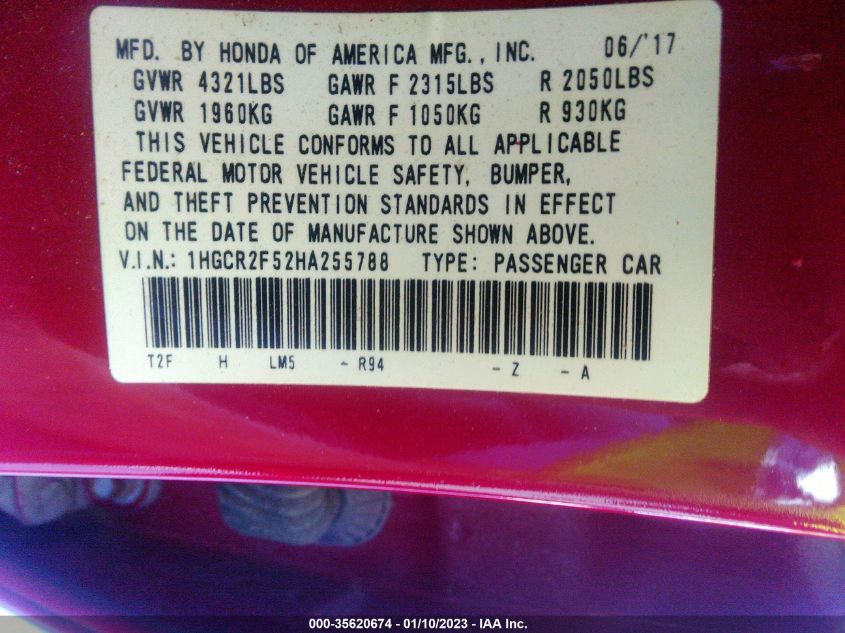 MFD. BY HONDA OF AMERICA MFG., INC. 06/'17
GVWR 4321LBS GAWR F 2315LBS R 2050LBS
GVWR 1960KG GAWR F 1050KG R 930KG
THIS VEHICLE CONFORMS TO ALL APPLICABLE
FEDERAL MOTOR VEHICLE SAFETY, BUMPER,
AND THEFT PREVENTION STANDARDS IN EFFECT
ON THE DATE OF MANUFACTURE SHOWN ABOVE.
V.I.N.: 1HGCR2F52HA255788 TYPE: PASSENGER CAR
T2F H LM5 - R94 - Z - A
000-35620674 - 01/10/2023 - IAA Inc.